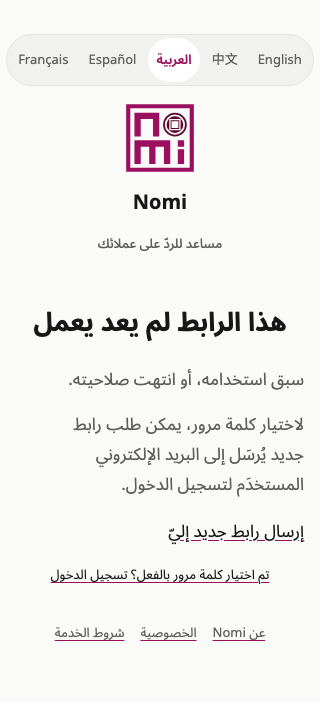 English 中文 العربية Español Français
nomi
Nomi
مساعد للردّ على عملائك
هذا الرابط لم يعد يعمل
سبق استخدامه، أو انتهت صلاحيته.
لاختيار كلمة مرور، يمكن طلب رابط
جديد يُرسَل إلى البريد الإلكتروني
المستخدَم لتسجيل الدخول.
إرسال رابط جديد إليّ
تم اختيار كلمة مرور بالفعل؟ تسجيل الدخول
عن Nomi الخصوصية شروط الخدمة